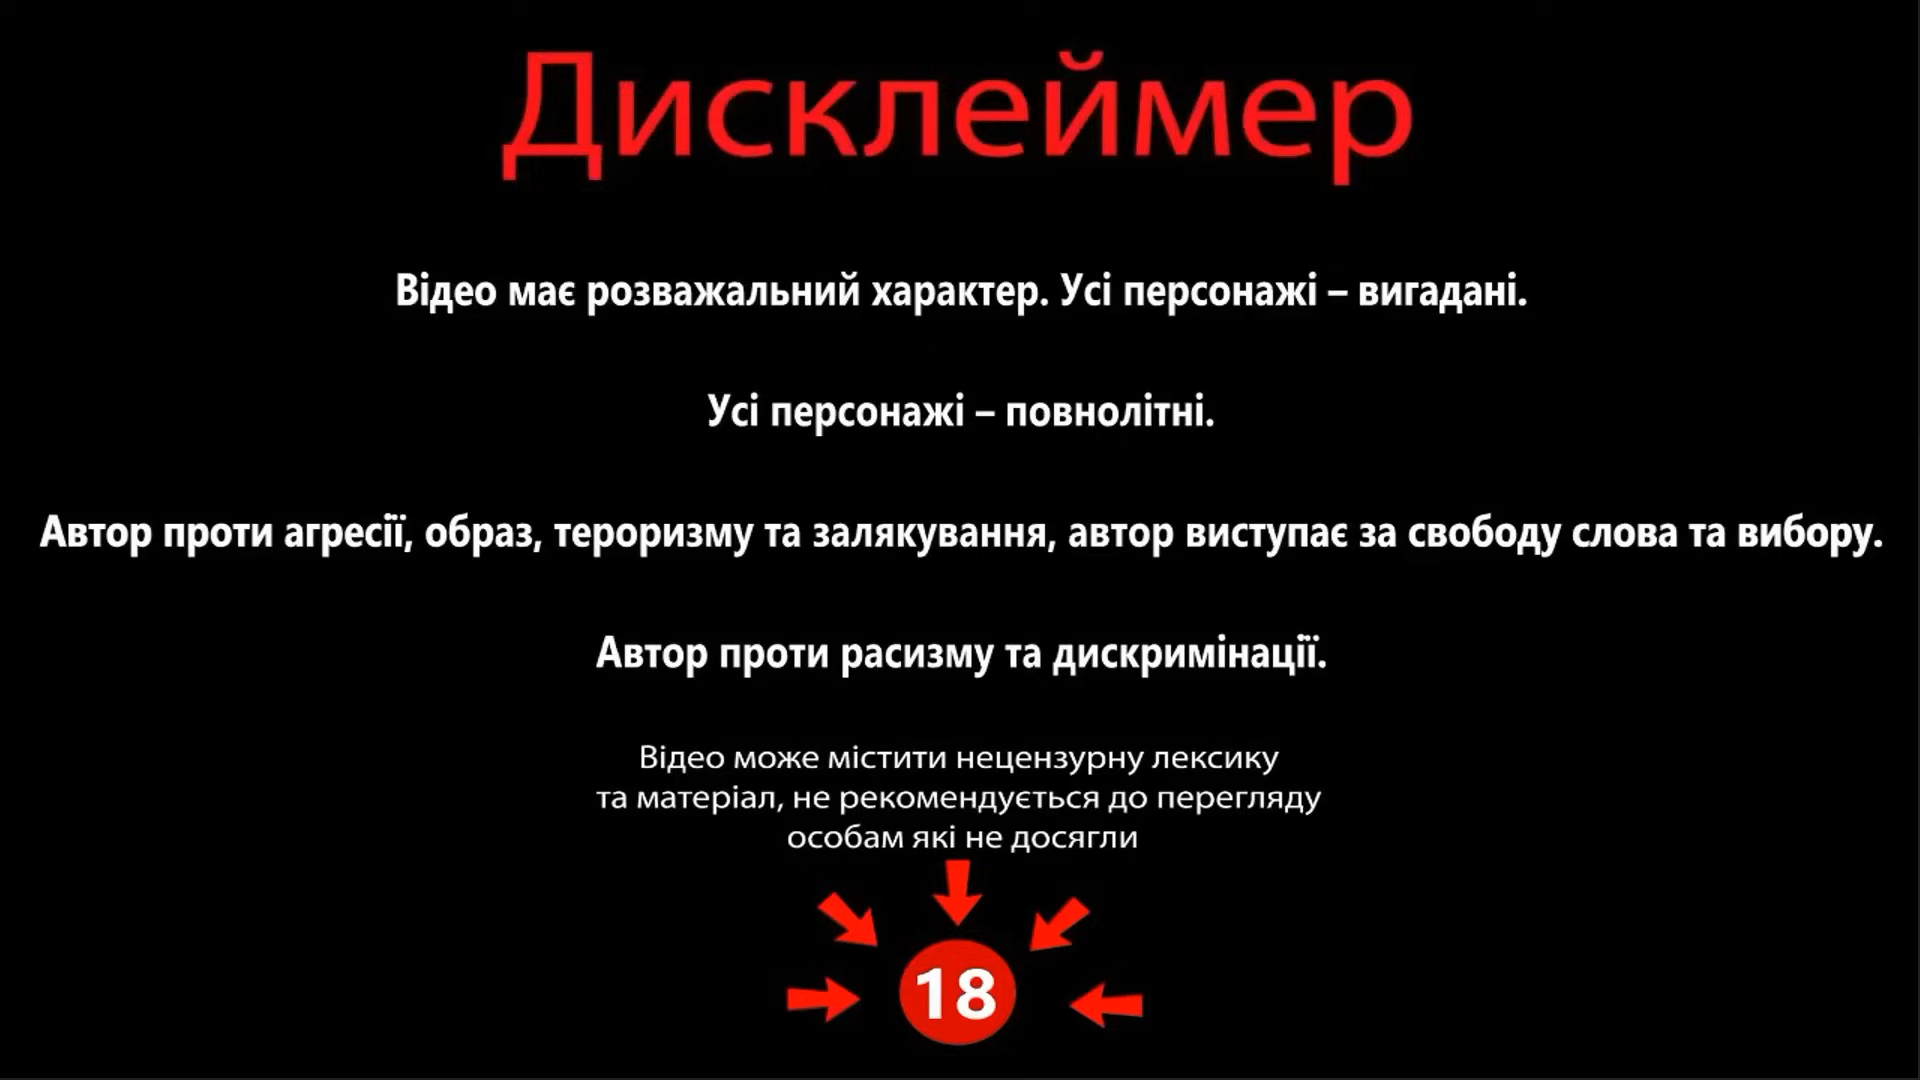 Дисклеймер
Відео має розважальний характер. Усі персонажі – вигадані.
Усі персонажі – повнолітні.
Автор проти агресії, образ, тероризму та залякування, автор виступає за свободу слова та вибору.
Автор проти расизму та дискримінації.
Відео може містити нецензурну лексику
та матеріал, не рекомендується до перегляду
особам які не досягли
18